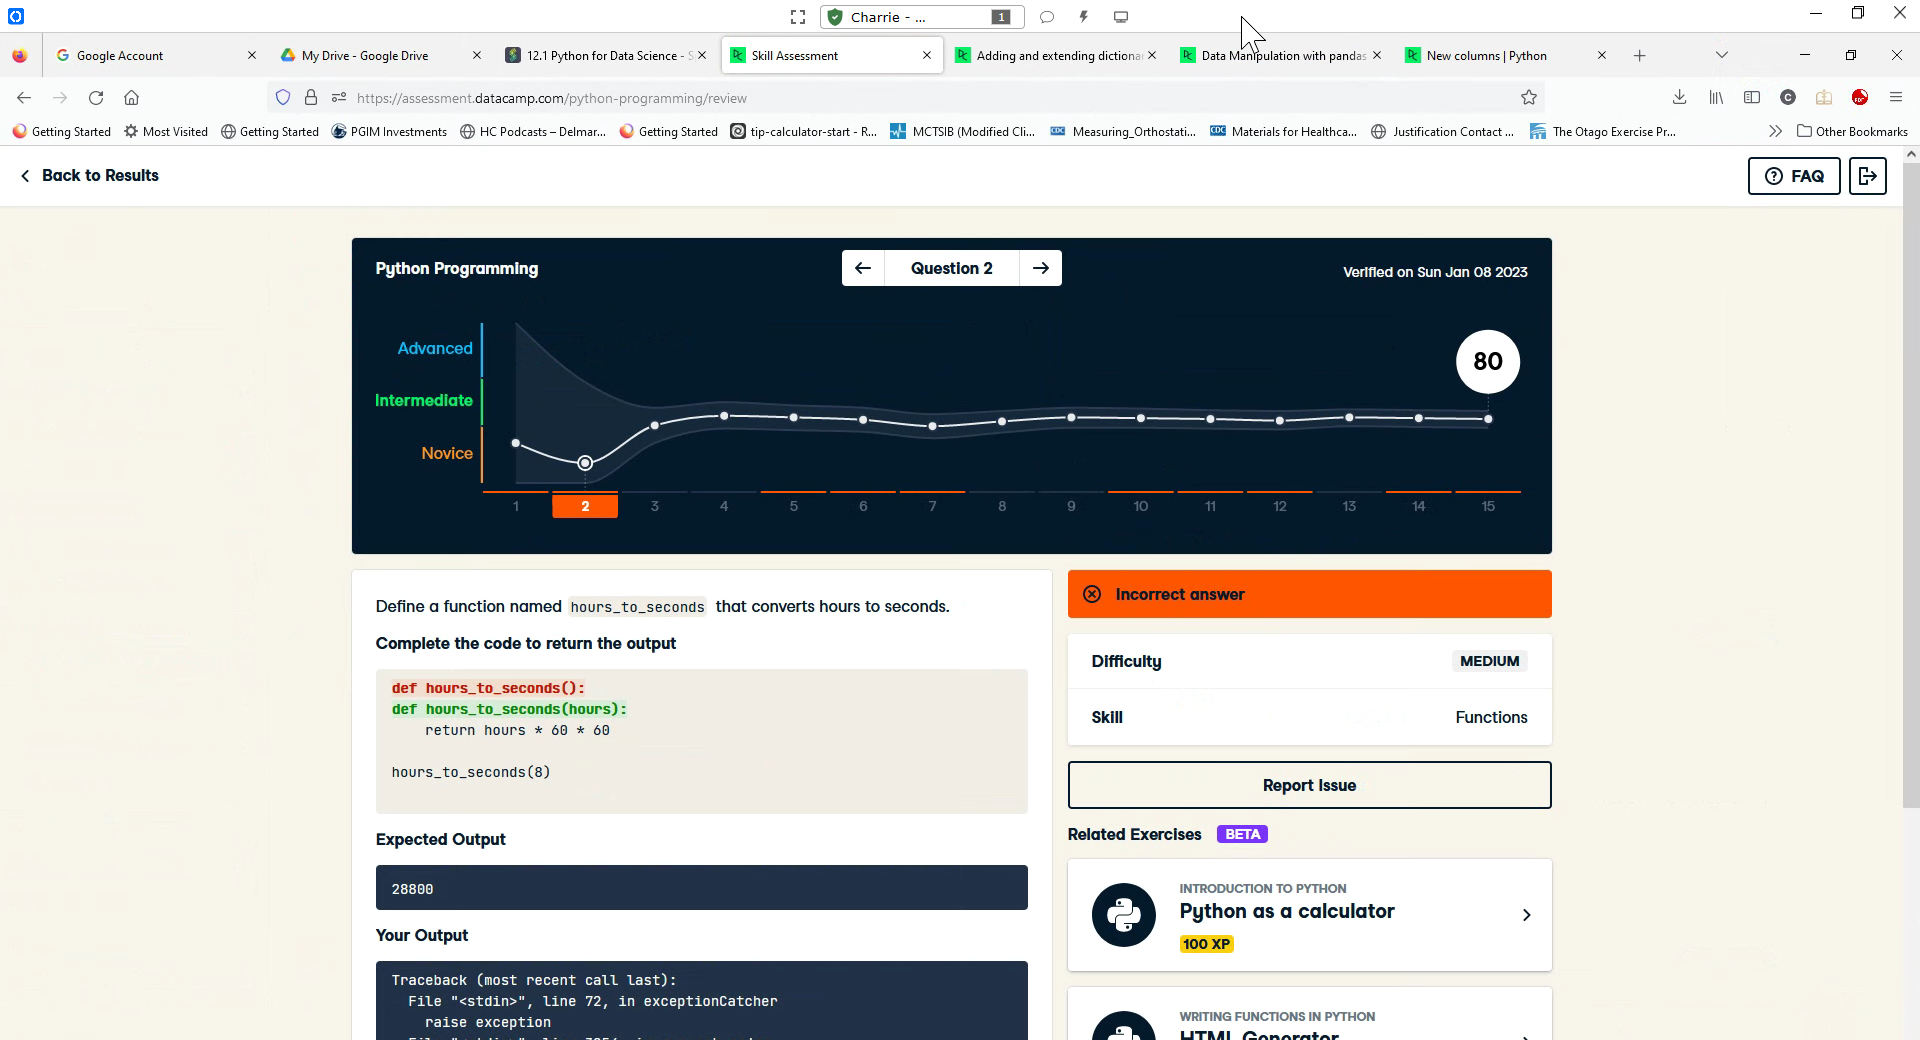 Charrie - ...
1
Google Account
My Drive - Google Drive
12.1 Python for Data Science - S
Skill Assessment
Adding and extending dictionar
Data Manipulation with pandas
New columns | Python
https://assessment.datacamp.com/python-programming/review
Getting Started
Most Visited
Getting Started
PGIM Investments
HC Podcasts – Delmar...
Getting Started
tip-calculator-start - R...
MCTSIB (Modified Cli...
Measuring_Orthostati...
Materials for Healthca...
Justification Contact ...
The Otago Exercise Pr...
Other Bookmarks
Back to Results
FAQ
Python Programming
Question 2
Verified on Sun Jan 08 2023
Advanced
Intermediate
Novice
80
1 2 3 4 5 6 7 8 9 10 11 12 13 14 15
Define a function named hours_to_seconds that converts hours to seconds.
Complete the code to return the output
def hours_to_seconds():
def hours_to_seconds(hours):
return hours * 60 * 60
hours_to_seconds(8)
Expected Output
28800
Your Output
Traceback (most recent call last):
File "<stdin>", line 72, in exceptionCatcher
raise exception
Incorrect answer
Difficulty
MEDIUM
Skill
Functions
Report Issue
Related Exercises BETA
INTRODUCTION TO PYTHON
Python as a calculator
100 XP
WRITING FUNCTIONS IN PYTHON
HTML Generator